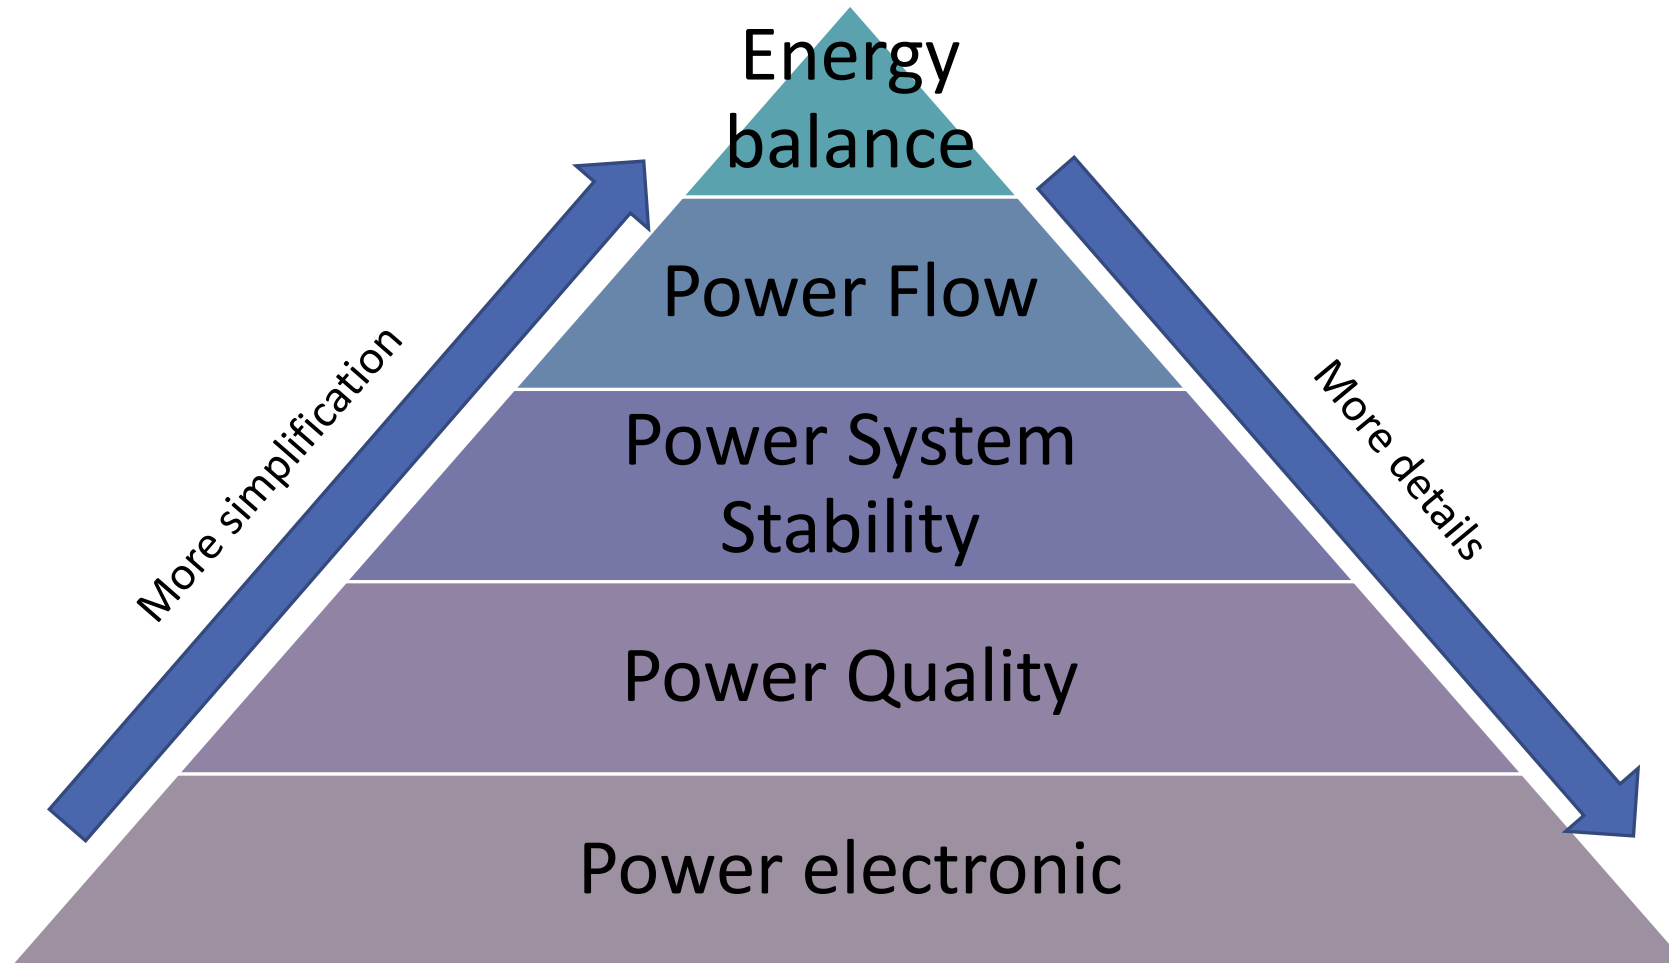 Energy
balance
Power Flow
Power System
Stability
Power Quality
Power electronic
More simplification
More details